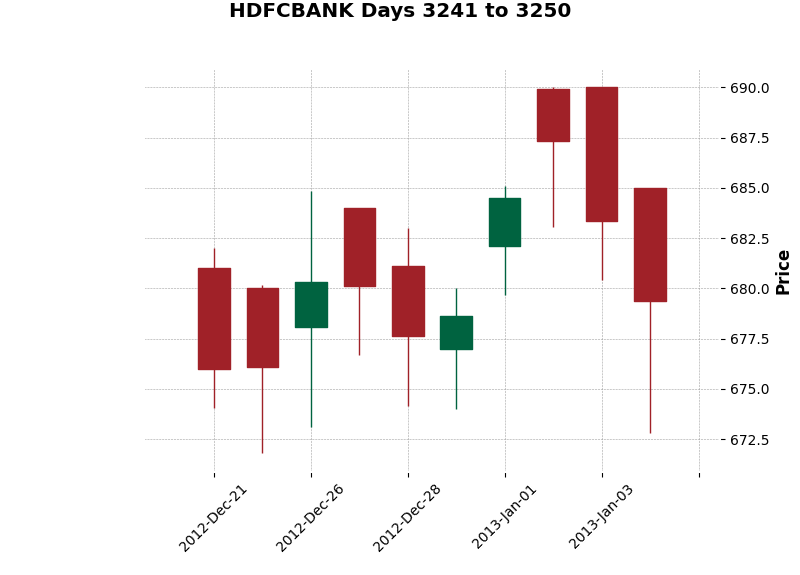 HDFCBANK Days 3241 to 3250
690.0
687.5
685.0
682.5
680.0
677.5
675.0
672.5
Price
2012-Dec-21
2012-Dec-26
2012-Dec-28
2013-Jan-01
2013-Jan-03